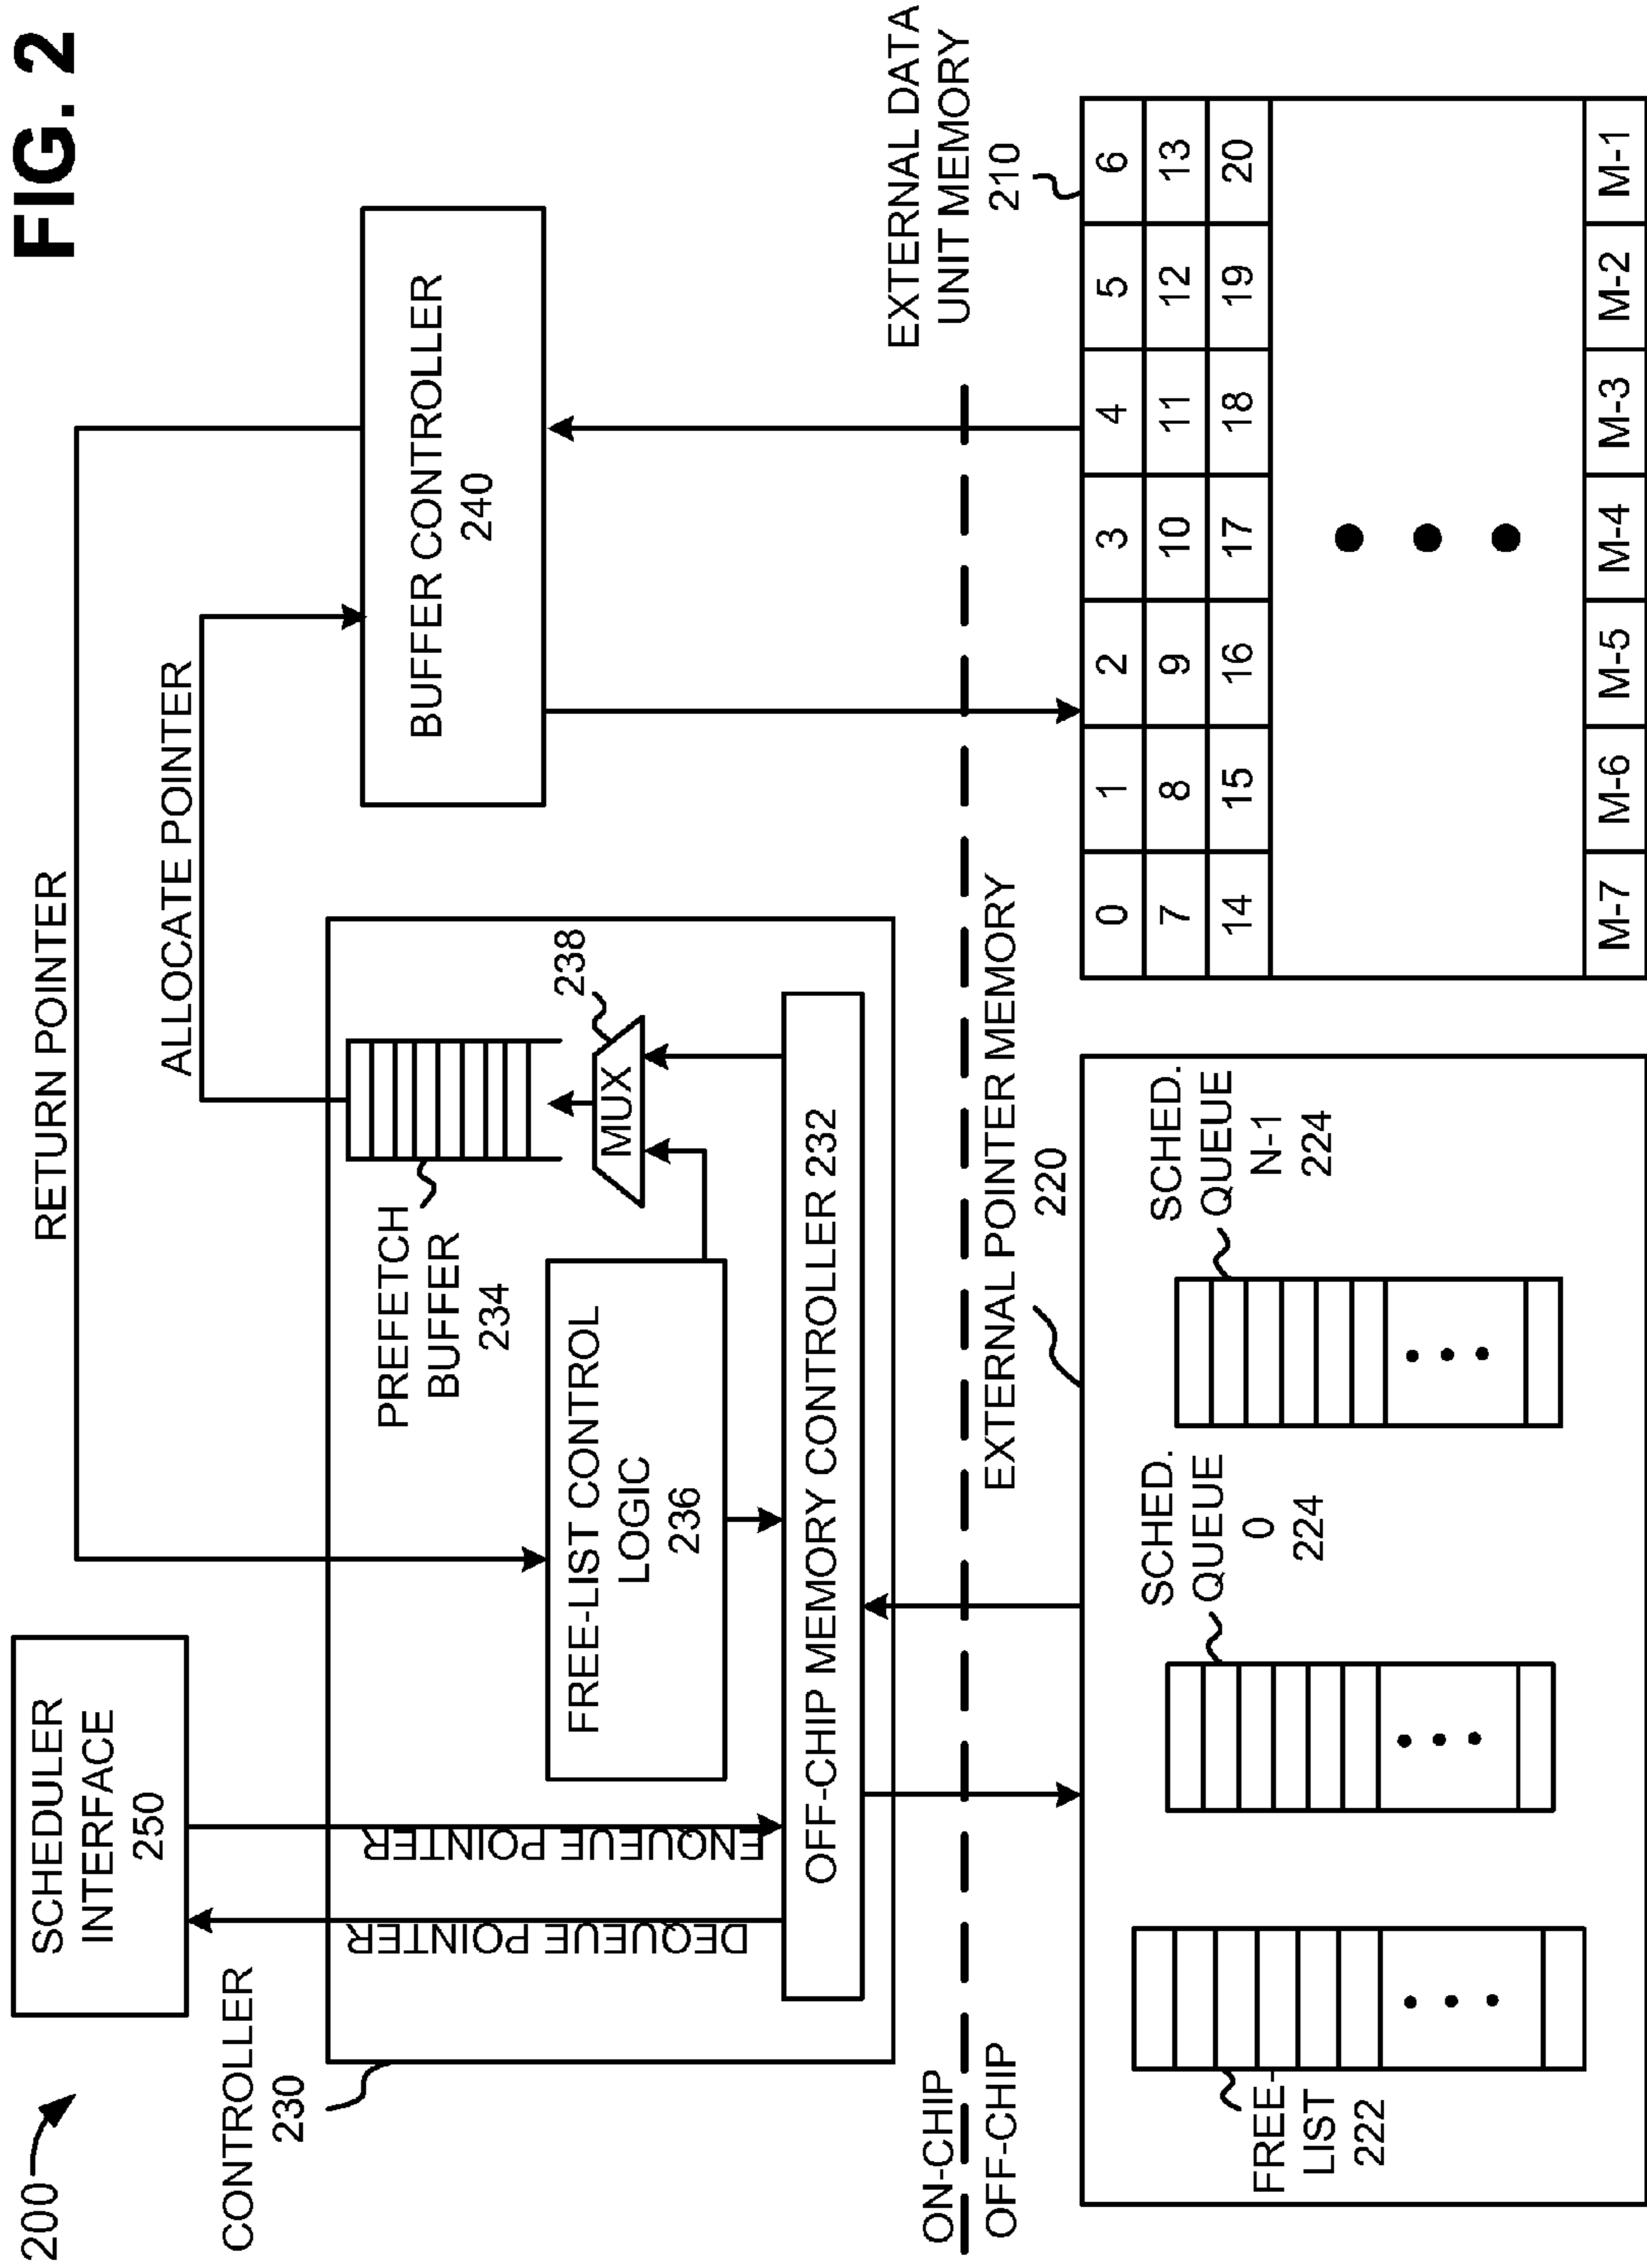 FIG. 2
200
RETURN POINTER
ALLOCATE POINTER
SCHEDULER
INTERFACE
250
CONTROLLER
230
DEQUEUE POINTER
ENQUEUE POINTER
FREE-LIST CONTROL
LOGIC
236
PREFETCH
BUFFER
234
MUX
238
OFF-CHIP MEMORY CONTROLLER 232
BUFFER CONTROLLER
240
ON-CHIP
OFF-CHIP
EXTERNAL POINTER MEMORY
220
EXTERNAL DATA
UNIT MEMORY
210
FREE-
LIST
222
SCHED.
QUEUE
0
224
SCHED.
QUEUE
N-1
224
0 1 2 3 4 5 6
7 8 9 10 11 12 13
14 15 16 17 18 19 20
M-7 M-6 M-5 M-4 M-3 M-2 M-1